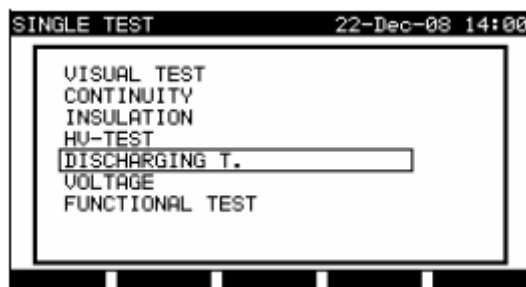 SINGLE TEST 22-Dec-08 14:00
VISUAL TEST
CONTINUITY
INSULATION
HV-TEST
DISCHARGING T.
VOLTAGE
FUNCTIONAL TEST